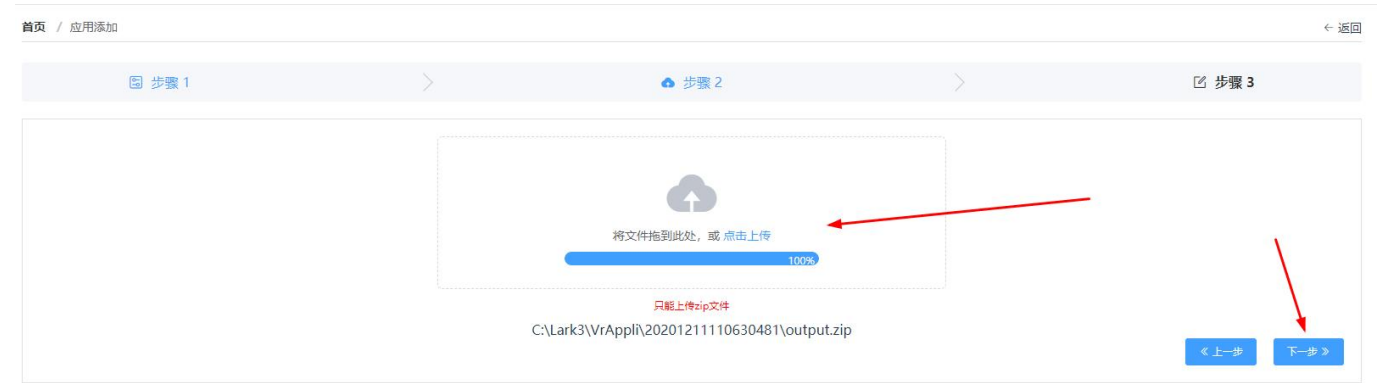 首页 / 应用添加
← 返回
步骤 1
步骤 2
步骤 3
将文件拖到此处，或 点击上传
100%
只能上传zip文件
C:\Lark3\VrAppli\20201211110630481\output.zip
《 上一步
下一步 》